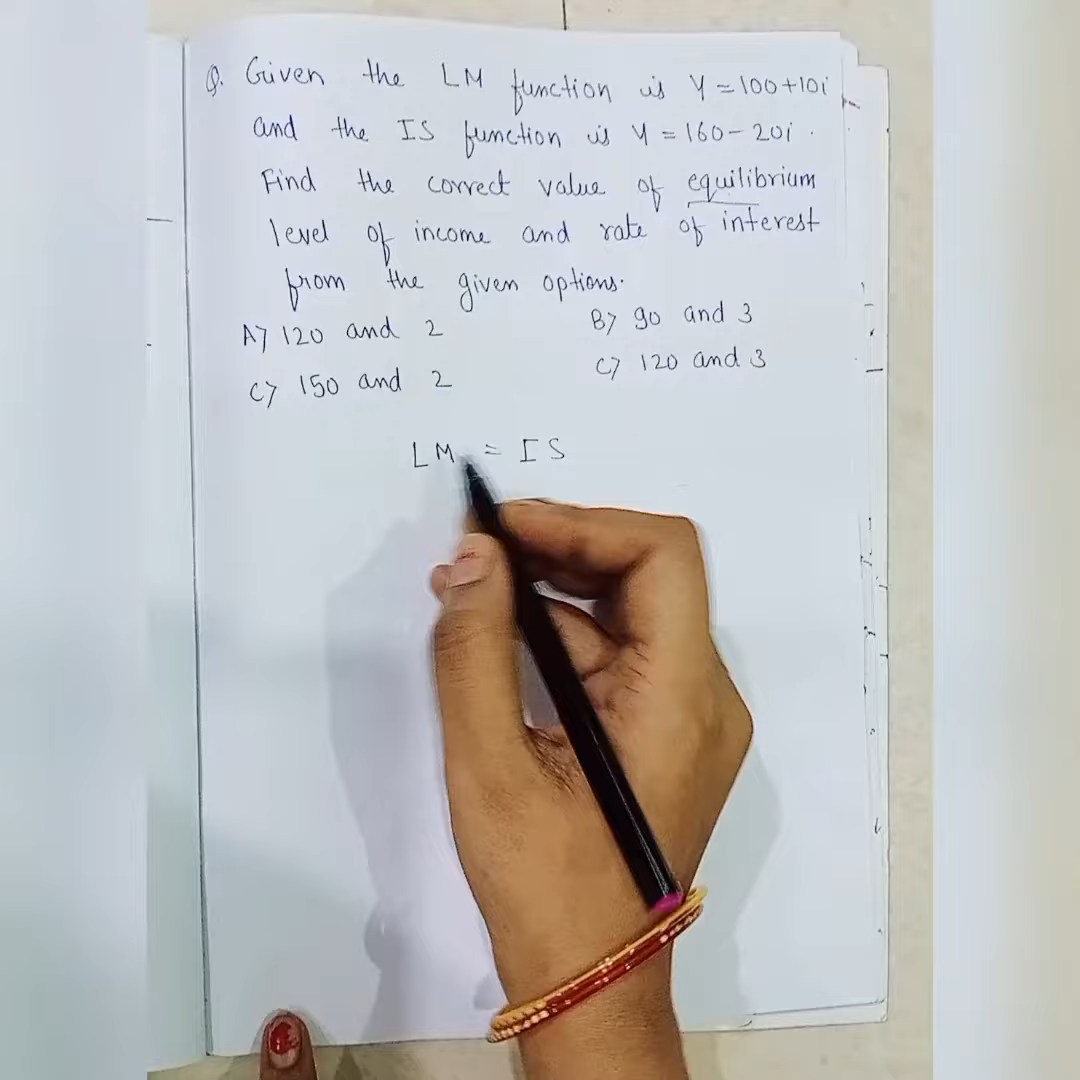 Q. Given the LM function is Y = 100+10i
and the IS function is Y = 160 - 20i .
Find the correct value of equilibrium
level of income and rate of interest
from the given options.
A) 120 and 2 B) 90 and 3
C) 150 and 2 C) 120 and 3
LM = IS